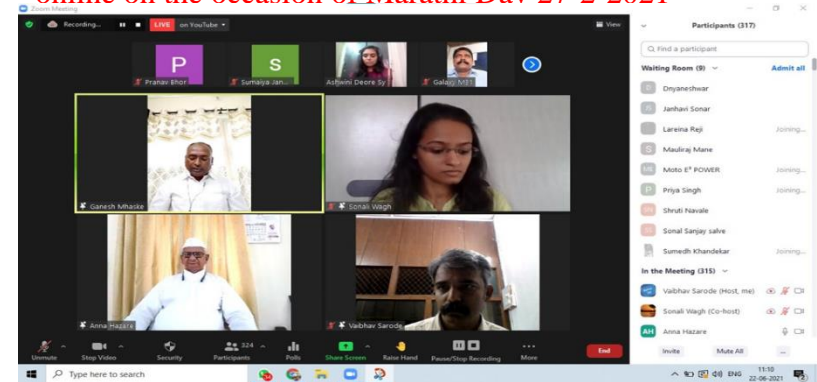 online on the occasion of Marathi Day 27-2-2021
Zoom Meeting
Recording...
LIVE on YouTube
View
Participants (317)
Find a participant
Waiting Room (9)
Admit all
Dnyaneshwar
Janhavi Sonar
Lareina Reji
Joining...
Mauliraj Mane
Moto E⁴ POWER
Joining...
Priya Singh
Joining...
Shruti Navale
Sonal Sanjay salve
Sumedh Khandekar
Joining...
In the Meeting (315)
Vaibhav Sarode (Host, me)
Sonali Wagh (Co-host)
AH
Anna Hazare
Invite
Mute All
...
P
S
Pranav Bhor
Sumaiya Jan...
Ashwini Deore Sy
Galaxy M11
Ganesh Mhaske
Sonali Wagh
Anna Hazare
Vaibhav Sarode
Unmute
Stop Video
Security
Participants
324
Polls
Share Screen
Raise Hand
Pause/Stop Recording
More
End
Type here to search
ENG
11:10
22-06-2021